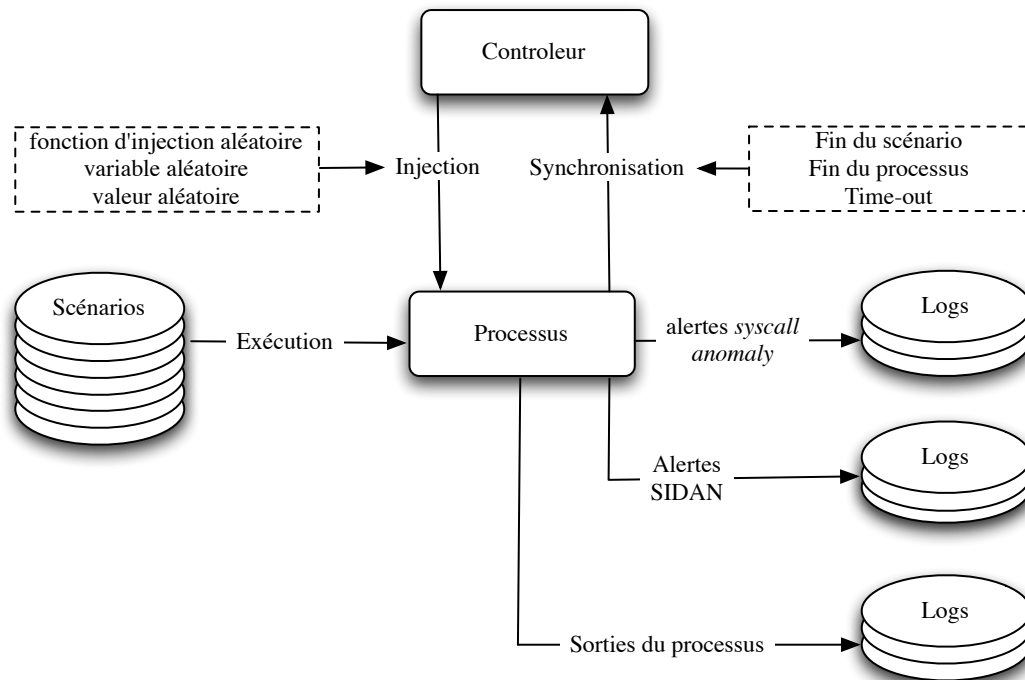 Controleur
fonction d'injection aléatoire
variable aléatoire
valeur aléatoire
Injection
Synchronisation
Fin du scénario
Fin du processus
Time-out
Scénarios
Exécution
Processus
alertes syscall
anomaly
Logs
Alertes
SIDAN
Logs
Sorties du processus
Logs